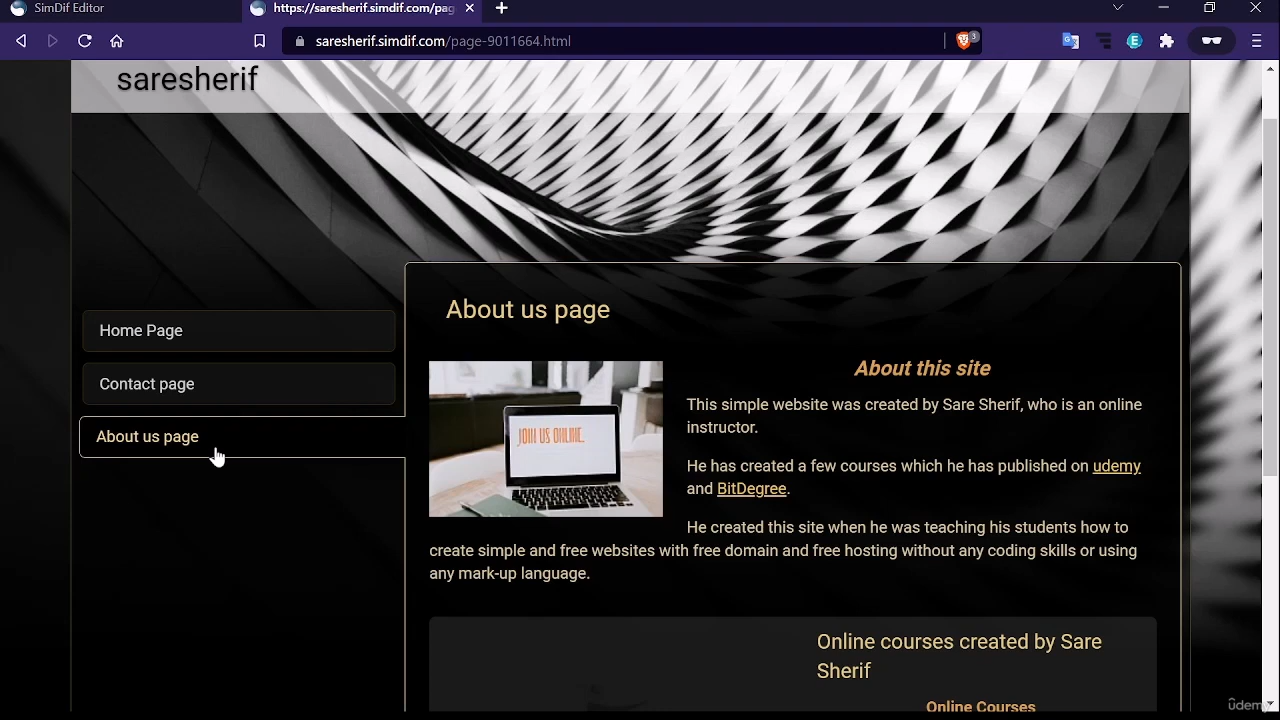 SimDif Editor
https://saresherif.simdif.com/pag
saresherif.simdif.com/page-9011664.html
3
E
saresherif
Home Page
Contact page
About us page
About us page
JOIN US ONLINE.
About this site
This simple website was created by Sare Sherif, who is an online
instructor.
He has created a few courses which he has published on udemy
and BitDegree.
He created this site when he was teaching his students how to
create simple and free websites with free domain and free hosting without any coding skills or using
any mark-up language.
Online courses created by Sare
Sherif
Online Courses
udemy